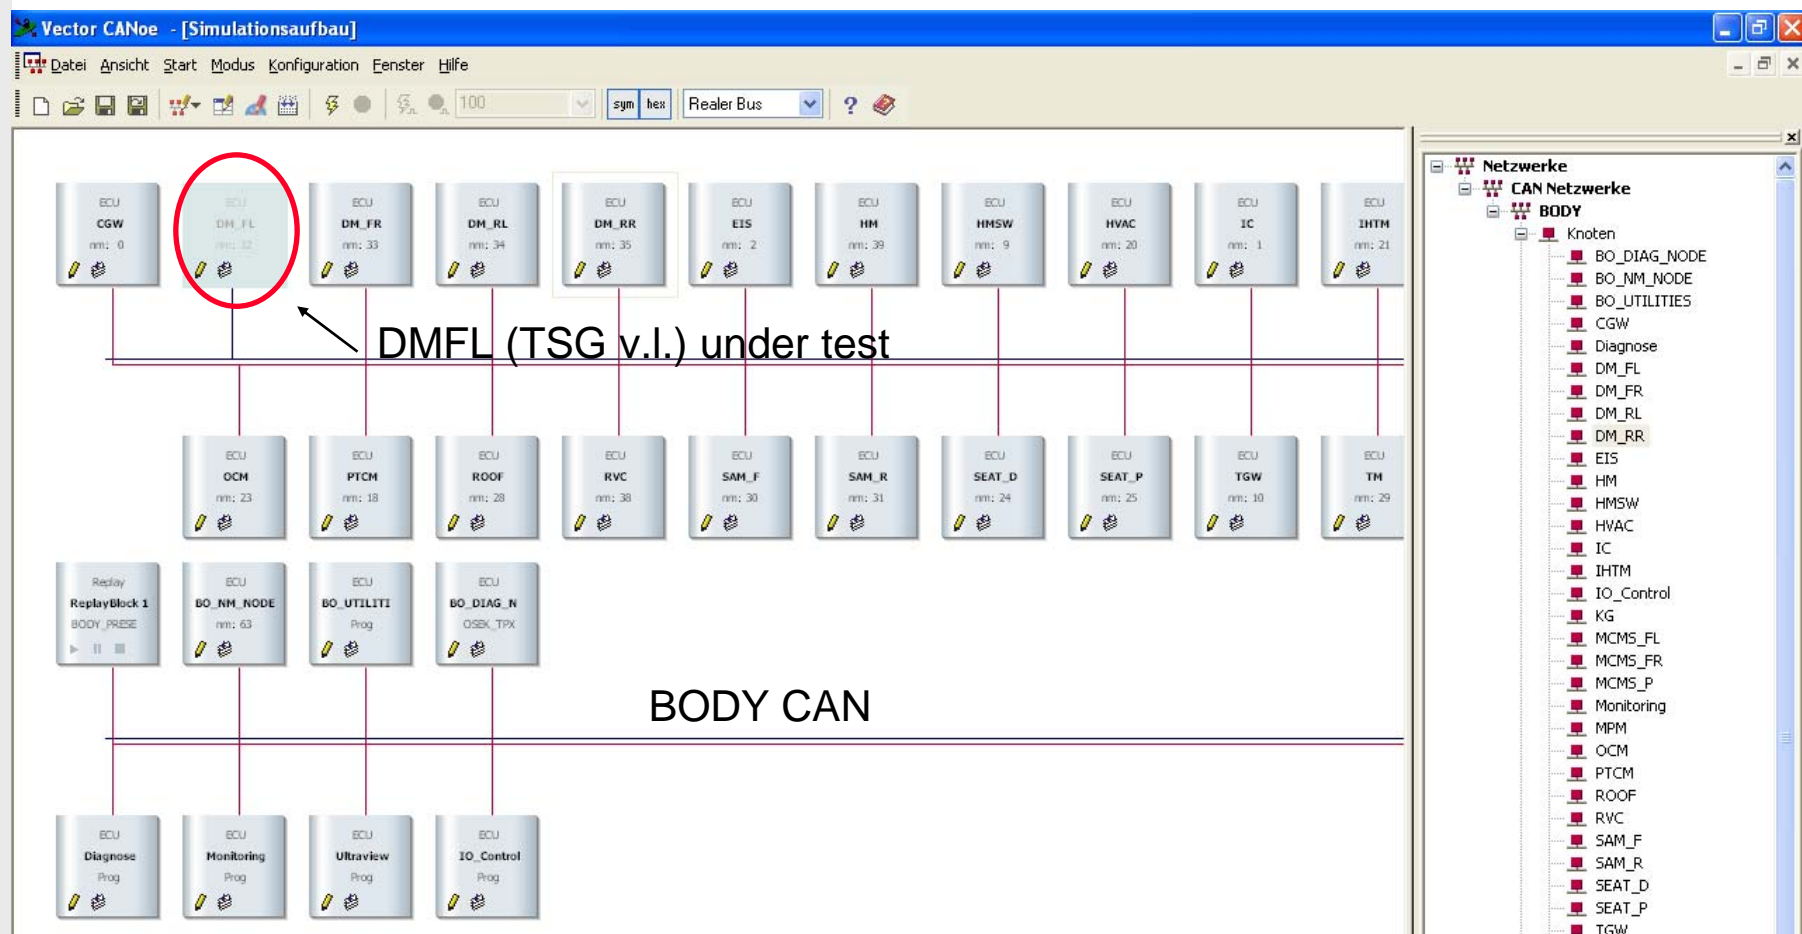 Vector CANoe - [Simulationsaufbau]
Datei Ansicht Start Modus Konfiguration Fenster Hilfe
100 sym hex Realer Bus ?
ECU
CGW
nm: 0
ECU
DM_FL
nm: 32
ECU
DM_FR
nm: 33
ECU
DM_RL
nm: 34
ECU
DM_RR
nm: 35
ECU
EIS
nm: 2
ECU
HM
nm: 39
ECU
HMSW
nm: 9
ECU
HVAC
nm: 20
ECU
IC
nm: 1
ECU
IHTM
nm: 21
DMFL (TSG v.l.) under test
ECU
OCM
nm: 23
ECU
PTCM
nm: 18
ECU
ROOF
nm: 28
ECU
RVC
nm: 38
ECU
SAM_F
nm: 30
ECU
SAM_R
nm: 31
ECU
SEAT_D
nm: 24
ECU
SEAT_P
nm: 25
ECU
TGW
nm: 10
ECU
TM
nm: 29
Replay
ReplayBlock 1
BODY_PRESE
ECU
BO_NM_NODE
nm: 63
ECU
BO_UTILITI
Prog
ECU
BO_DIAG_N
OSEK_TPX
BODY CAN
ECU
Diagnose
Prog
ECU
Monitoring
Prog
ECU
Ultraview
Prog
ECU
IO_Control
Prog
Netzwerke
CAN Netzwerke
BODY
Knoten
BO_DIAG_NODE
BO_NM_NODE
BO_UTILITIES
CGW
Diagnose
DM_FL
DM_FR
DM_RL
DM_RR
EIS
HM
HMSW
HVAC
IC
IHTM
IO_Control
KG
MCMS_FL
MCMS_FR
MCMS_P
Monitoring
MPM
OCM
PTCM
ROOF
RVC
SAM_F
SAM_R
SEAT_D
SEAT_P
TGW